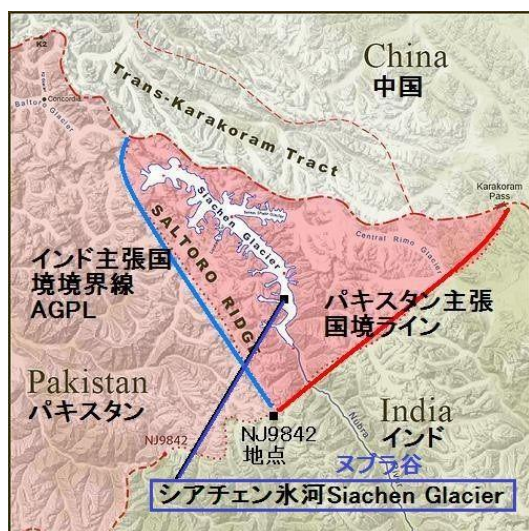 China
中国
K2
Concordia
Baltoro Glacier
Trans-Karakoram Tract
Karakoram
Pass
Siachen Glacier
SALTORO RIDGE
Central Rimo Glacier
インド主張国
境境界線
AGPL
パキスタン主張
国境ライン
Pakistan
パキスタン
India
インド
NJ9842
NJ9842
地点
Nubra
ヌブラ谷
シアチェン氷河Siachen Glacier